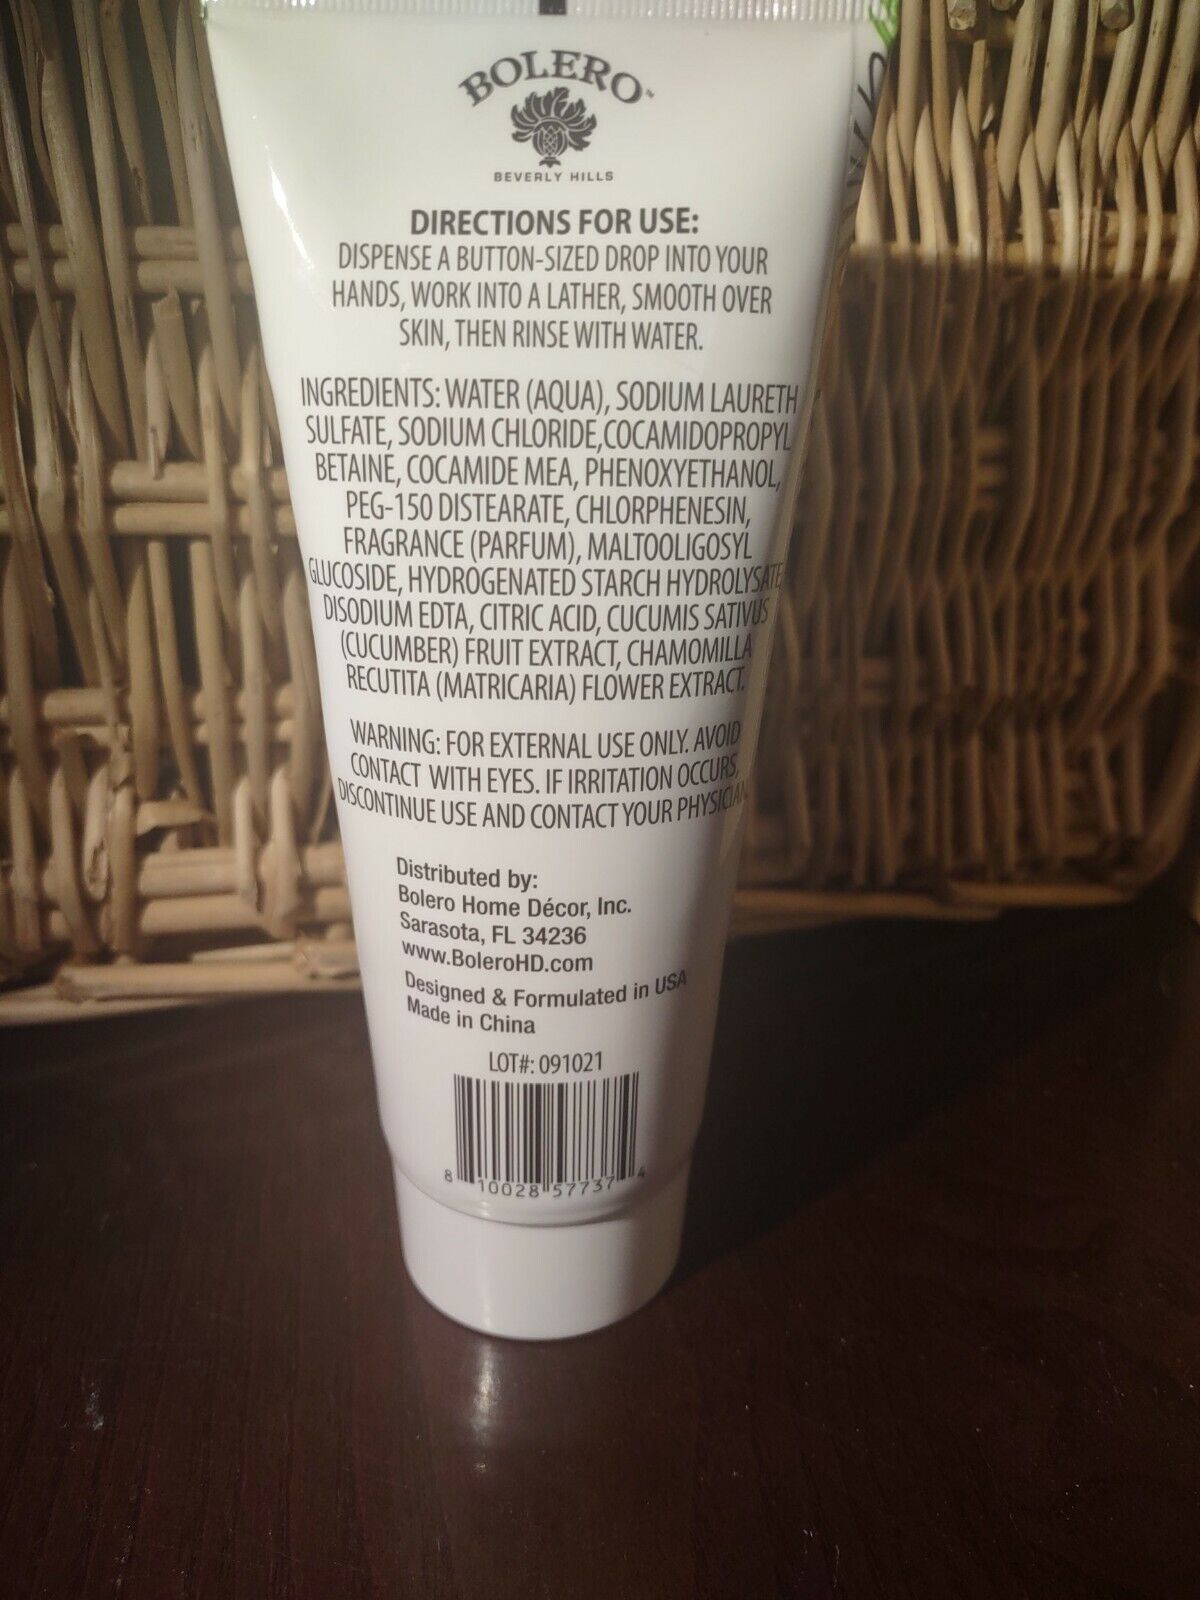 BOLERO™
BEVERLY HILLS
DIRECTIONS FOR USE:
DISPENSE A BUTTON-SIZED DROP INTO YOUR
HANDS, WORK INTO A LATHER, SMOOTH OVER
SKIN, THEN RINSE WITH WATER.
INGREDIENTS: WATER (AQUA), SODIUM LAURETH
SULFATE, SODIUM CHLORIDE,COCAMIDOPROPYL
BETAINE, COCAMIDE MEA, PHENOXYETHANOL,
PEG-150 DISTEARATE, CHLORPHENESIN,
FRAGRANCE (PARFUM), MALTOOLIGOSYL
GLUCOSIDE, HYDROGENATED STARCH HYDROLYSATE
DISODIUM EDTA, CITRIC ACID, CUCUMIS SATIVUS
(CUCUMBER) FRUIT EXTRACT, CHAMOMILLA
RECUTITA (MATRICARIA) FLOWER EXTRACT.
WARNING: FOR EXTERNAL USE ONLY. AVOID
CONTACT WITH EYES. IF IRRITATION OCCURS,
DISCONTINUE USE AND CONTACT YOUR PHYSICIAN
Distributed by:
Bolero Home Décor, Inc.
Sarasota, FL 34236
www.BoleroHD.com
Designed & Formulated in USA
Made in China
LOT#: 091021
8 10028 57737 4